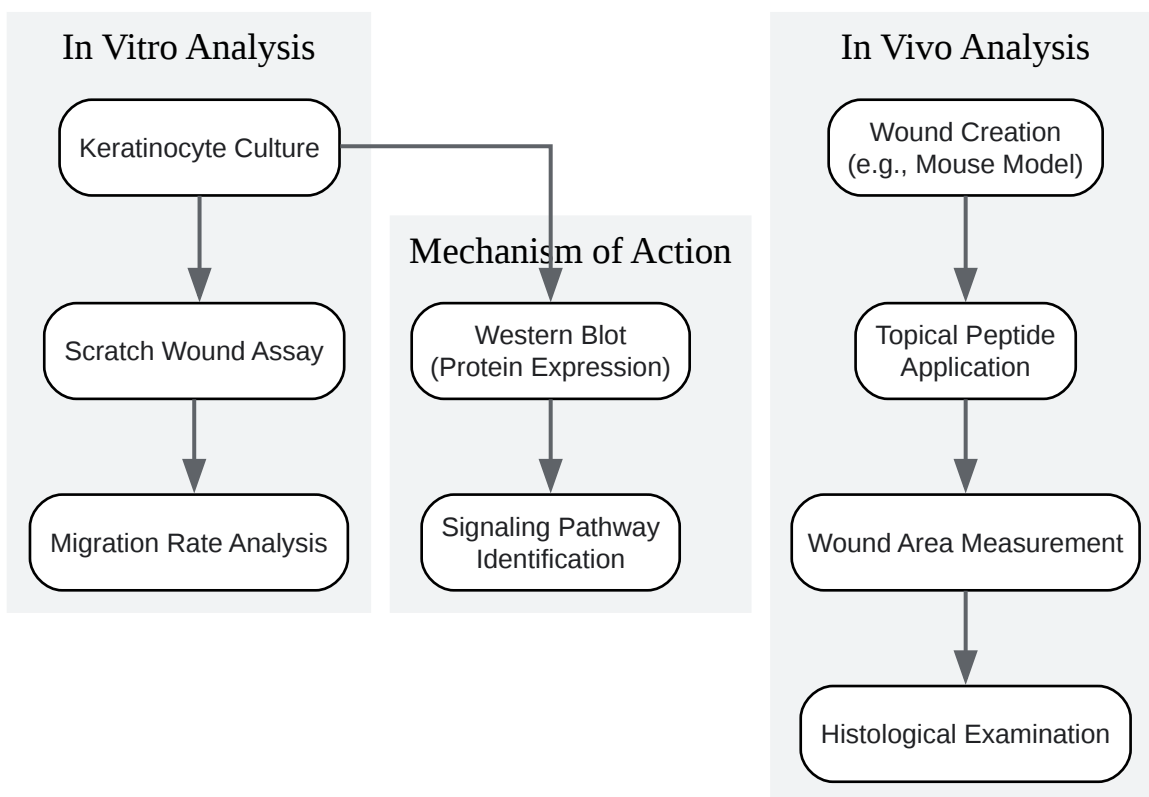 In Vitro Analysis
Keratinocyte Culture
Scratch Wound Assay
Migration Rate Analysis
Mechanism of Action
Western Blot
(Protein Expression)
Signaling Pathway
Identification
In Vivo Analysis
Wound Creation
(e.g., Mouse Model)
Topical Peptide
Application
Wound Area Measurement
Histological Examination